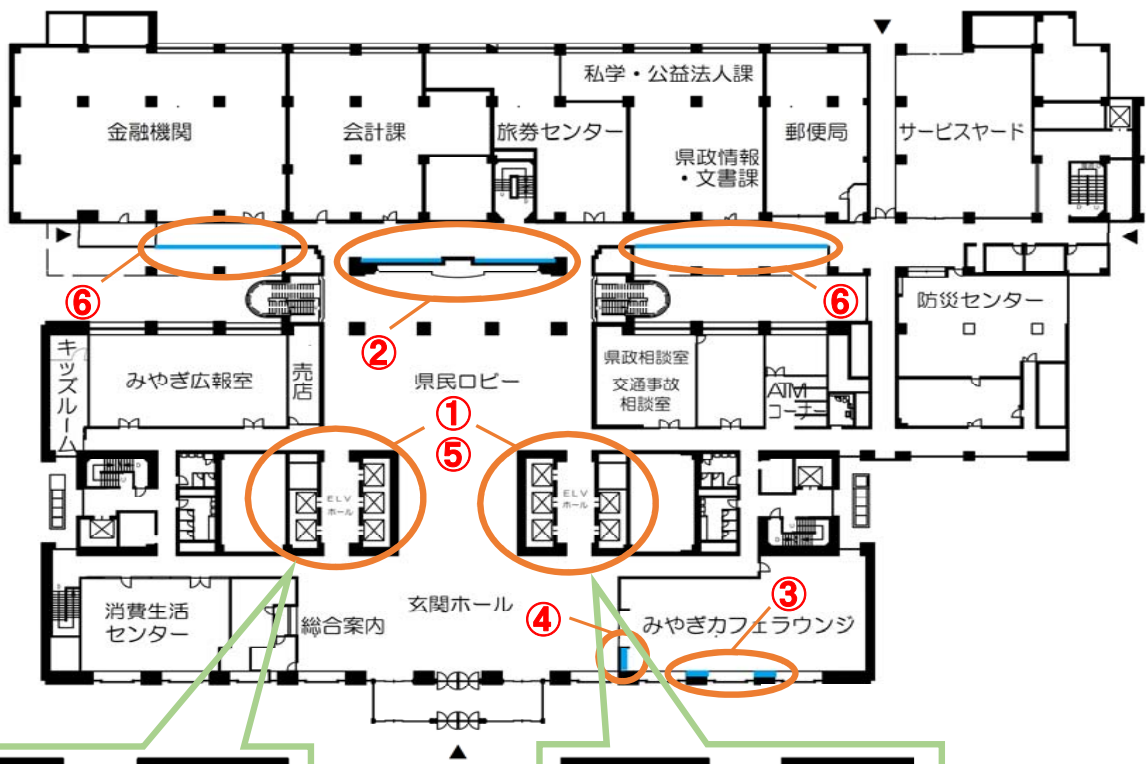 私学・公益法人課
金融機関
会計課
旅券センター
郵便局
サービスヤード
県政情報
・文書課
⑥
②
⑥
防災センター
キッズルーム
みやぎ広報室
売店
県民ロビー
県政相談室
交通事故
相談室
ATM
コーナー
①
⑤
ELV
ホール
ELV
ホール
消費生活
センター
総合案内
玄関ホール
④
みやぎカフェラウンジ
③